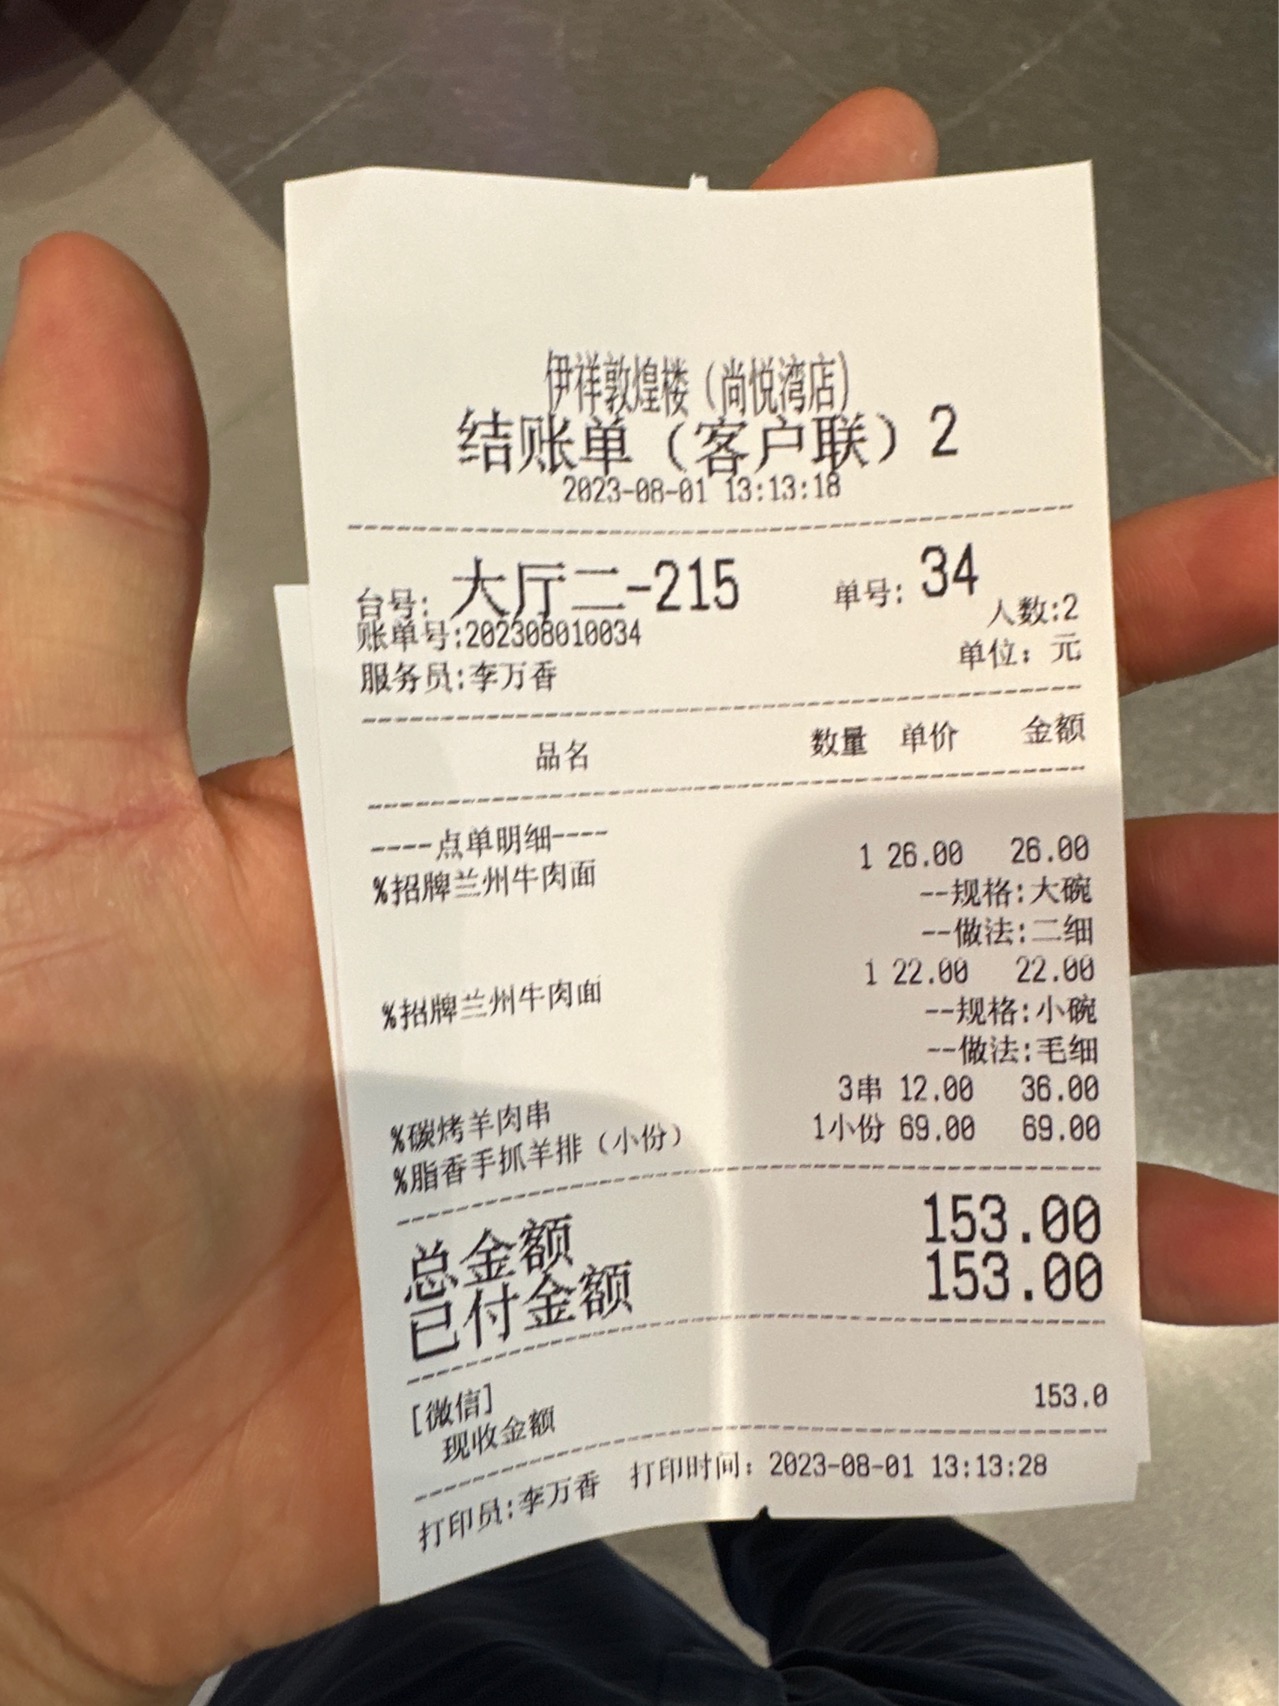 伊祥敦煌楼（尚悦湾店）
结账单（客户联）2
2023-08-01 13:13:18
台号: 大厅二-215 单号: 34
账单号:202308010034 人数:2
服务员:李万香 单位: 元
品名 数量 单价 金额
----点单明细----
%招牌兰州牛肉面 1 26.00 26.00
--规格:大碗
--做法:二细
%招牌兰州牛肉面 1 22.00 22.00
--规格:小碗
--做法:毛细
%碳烤羊肉串 3串 12.00 36.00
%脂香手抓羊排（小份） 1小份 69.00 69.00
总金额 153.00
已付金额 153.00
[微信] 153.0
现收金额
打印员:李万香 打印时间: 2023-08-01 13:13:28